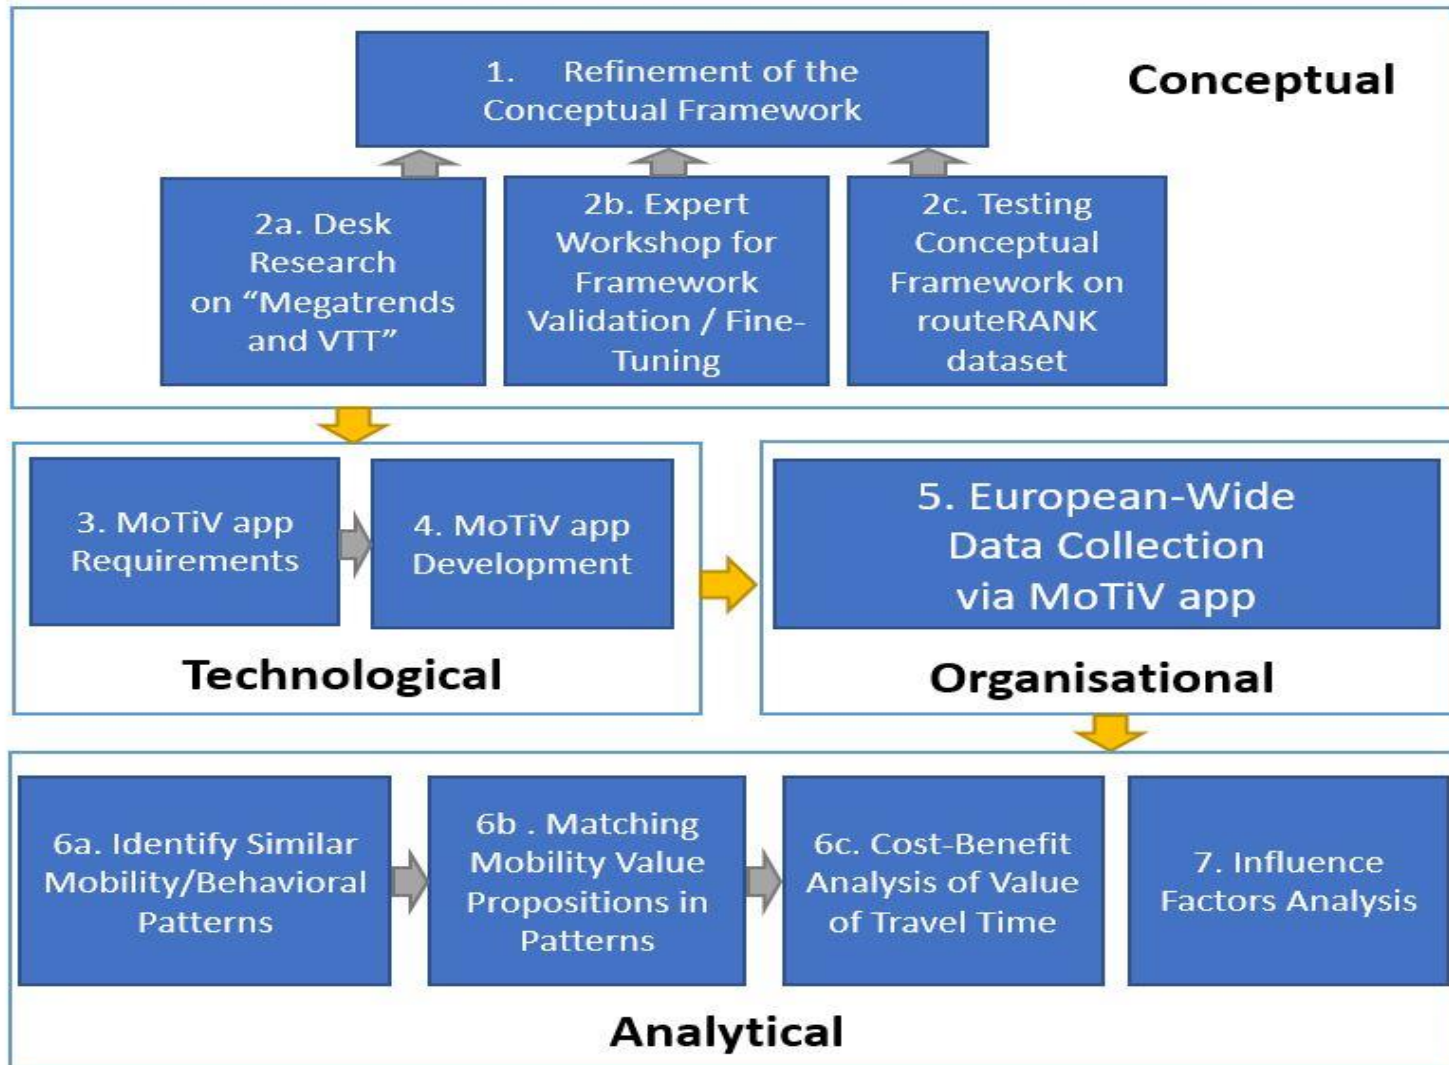 1. Refinement of the
Conceptual Framework
Conceptual
2a. Desk
Research
on “Megatrends
and VTT”
2b. Expert
Workshop for
Framework
Validation / Fine-
Tuning
2c. Testing
Conceptual
Framework on
routeRANK
dataset
3. MoTiV app
Requirements
4. MoTiV app
Development
Technological
5. European-Wide
Data Collection
via MoTiV app
Organisational
6a. Identify Similar
Mobility/Behavioral
Patterns
6b . Matching
Mobility Value
Propositions in
Patterns
6c. Cost-Benefit
Analysis of Value
of Travel Time
7. Influence
Factors Analysis
Analytical